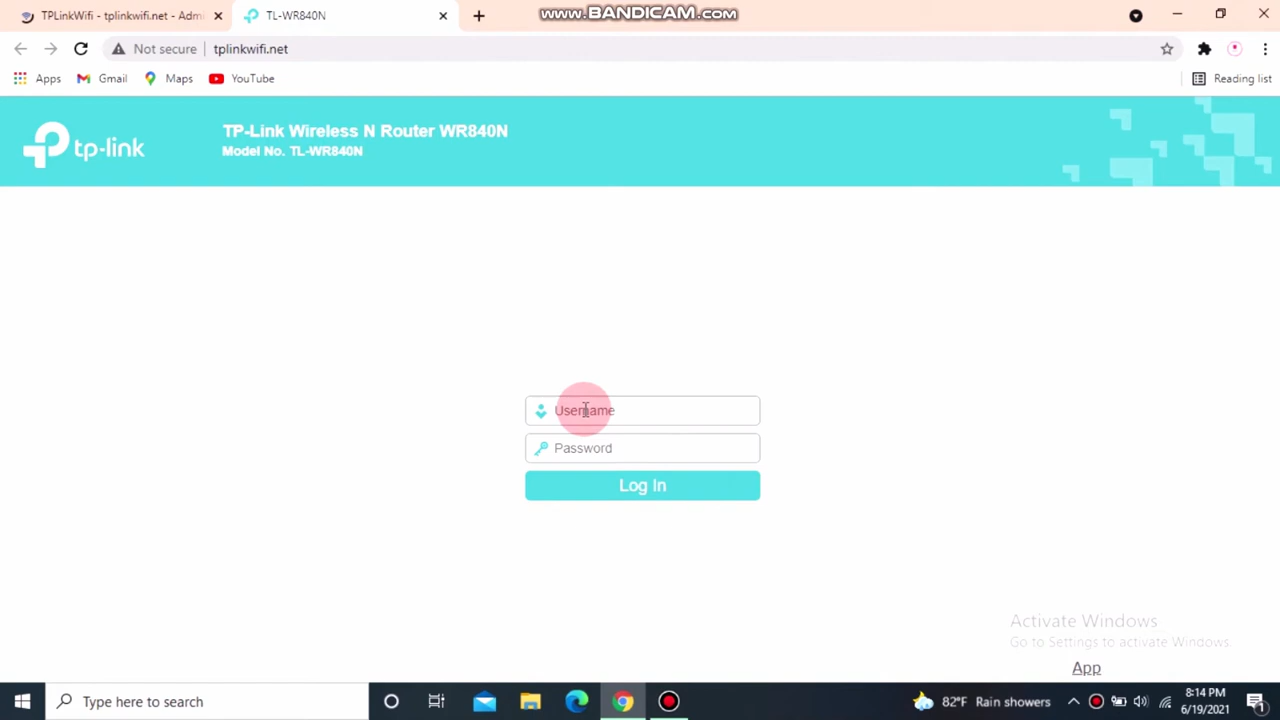 TPLinkWifi - tplinkwifi.net - Admi
TL-WR840N
WWW.BANDICAM.COM
Not secure
tplinkwifi.net
Apps
Gmail
Maps
YouTube
Reading list
tp-link
TP-Link Wireless N Router WR840N
Model No. TL-WR840N
Username
Password
Log In
Activate Windows
Go to Settings to activate Windows.
App
Type here to search
82°F Rain showers
8:14 PM
6/19/2021
1